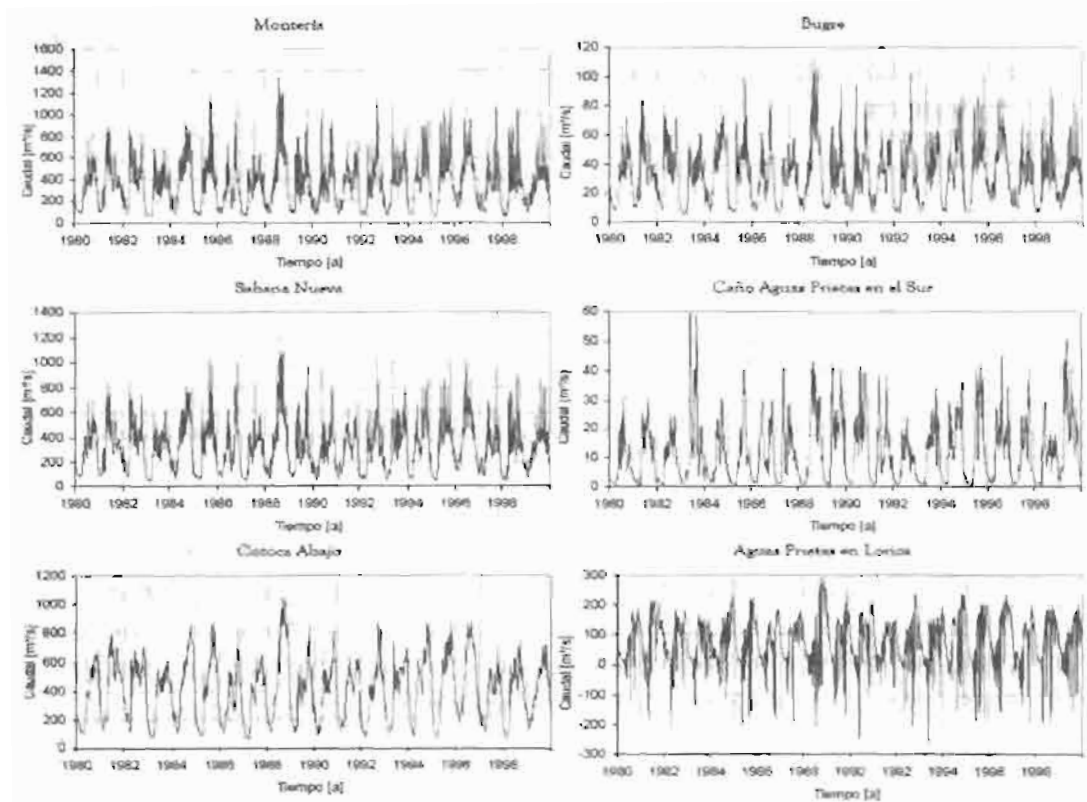 Montería
Caudal [m³/s]
1600
1400
1200
1000
800
600
400
200
0
1980 1982 1984 1986 1988 1990 1992 1994 1996 1998
Tiempo [a]
Bugre
Caudal [m³/s]
120
100
80
60
40
20
0
1980 1982 1984 1986 1988 1990 1992 1994 1996 1998
Tiempo [a]
Sabana Nueva
Caudal [m³/s]
1400
1200
1000
800
600
400
200
0
1980 1982 1984 1986 1988 1990 1992 1994 1996 1998
Tiempo [a]
Caño Aguas Prietas en el Sur
Caudal [m³/s]
60
50
40
30
20
10
0
1980 1982 1984 1986 1988 1990 1992 1994 1996 1998
Tiempo [a]
Cotoca Abajo
Caudal [m³/s]
1200
1000
800
600
400
200
0
1980 1982 1984 1986 1988 1990 1992 1994 1996 1998
Tiempo [a]
Aguas Prietas en Lorica
Caudal [m³/s]
300
200
100
0
-100
-200
-300
1980 1982 1984 1986 1988 1990 1992 1994 1996 1998
Tiempo [a]